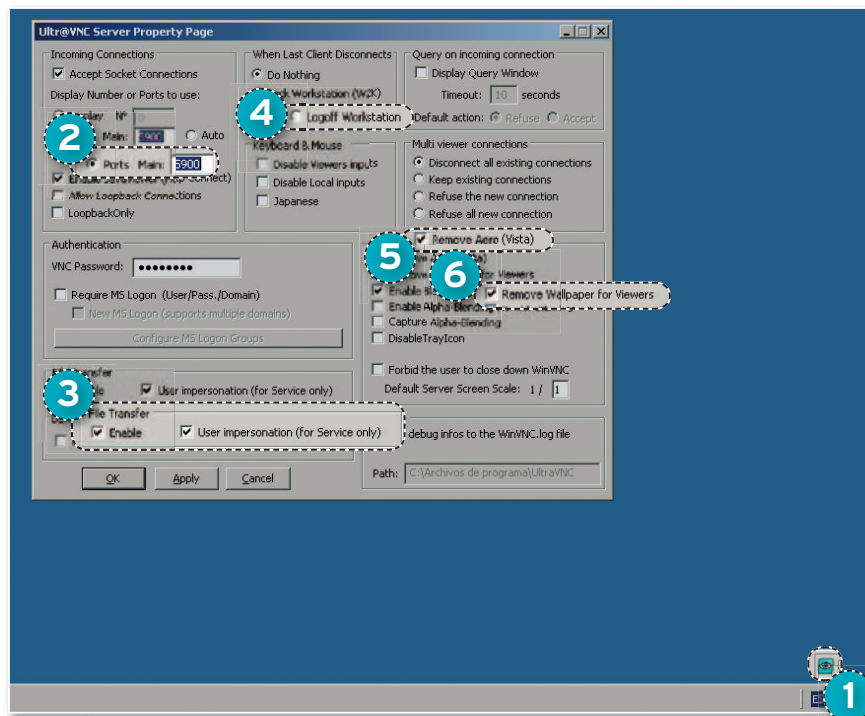 Ultr@VNC Server Property Page
Incoming Connections
Accept Socket Connections
Display Number or Ports to use:
Nº
Main: 5900 Auto
2
Ports Main: 5900
Allow Loopback Connections
LoopbackOnly
When Last Client Disconnects
Do Nothing
Workstation
4
Logoff Workstation
Keyboard & Mouse
Disable Viewers inputs
Disable Local inputs
Japanese
Query on incoming connection
Display Query Window
Timeout: 10 seconds
Default action: Refuse Accept
Multi viewer connections
Disconnect all existing connections
Keep existing connections
Refuse the new connection
Refuse all new connection
Authentication
VNC Password: ●●●●●●●●
Require MS Logon (User/Pass./Domain)
New MS Logon (supports multiple domains)
Configure MS Logon Groups
Remove Aero (Vista)
5
6
for Viewers
Remove Wallpaper for Viewers
Enable
Enable Alpha-Blending
Capture Alpha-Blending
DisableTrayIcon
Forbid the user to close down WinVNC
Default Server Screen Scale: 1 / 1
3
User impersonation (for Service only)
File Transfer
Enable User impersonation (for Service only)
debug infos to the WinVNC.log file
Path: C:\Archivos de programa\UltraVNC
OK Apply Cancel
1